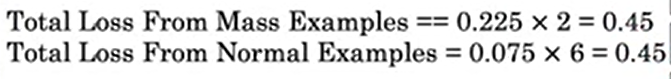 Total Loss From Mass Examples == 0.225 × 2 = 0.45
Total Loss From Normal Examples = 0.075 × 6 = 0.45